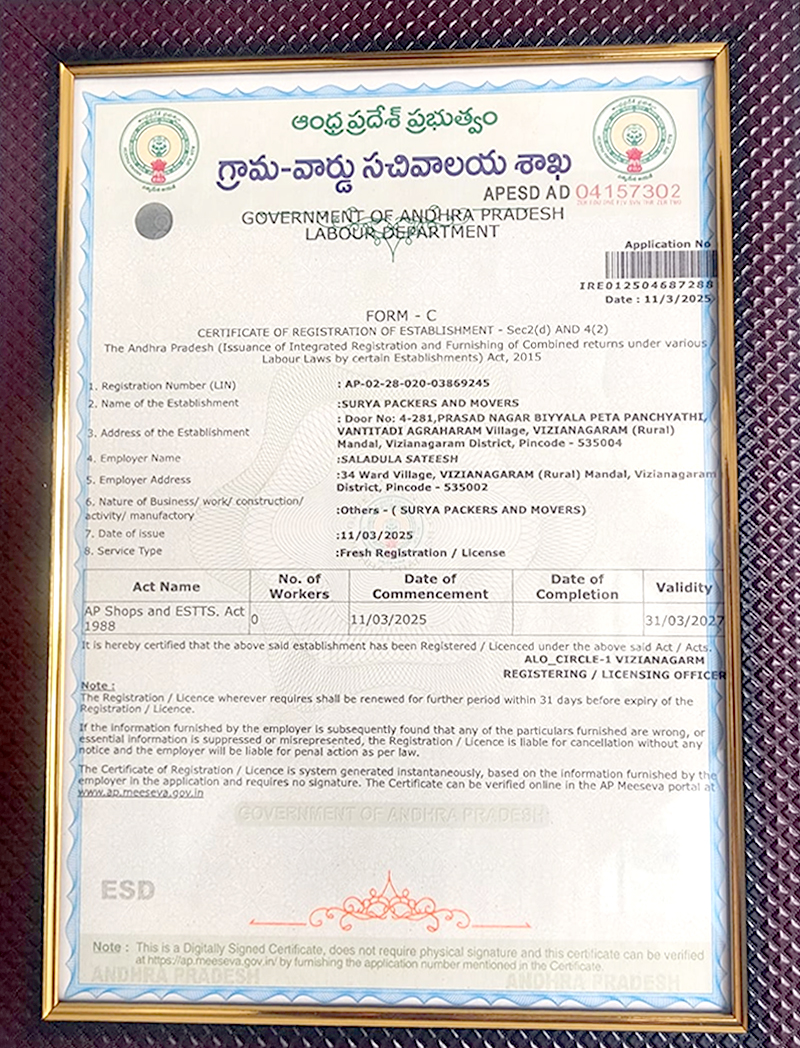 ఆంధ్ర ప్రదేశ్ ప్రభుత్వం
గ్రామ-వార్డు సచివాలయ శాఖ
APESD AD 04157302
GOVERNMENT OF ANDHRA PRADESH
LABOUR DEPARTMENT
Application No
IRE012504687288
Date : 11/3/2025
FORM - C
CERTIFICATE OF REGISTRATION OF ESTABLISHMENT - Sec2(d) AND 4(2)
The Andhra Pradesh (Issuance of Integrated Registration and Furnishing of Combined returns under various
Labour Laws by certain Establishments) Act, 2015
1. Registration Number (LIN) : AP-02-28-020-03869245
2. Name of the Establishment :SURYA PACKERS AND MOVERS
3. Address of the Establishment : Door No: 4-281,PRASAD NAGAR BIYYALA PETA PANCHYATHI,
VANTITADI AGRAHARAM Village, VIZIANAGARAM (Rural)
Mandal, Vizianagaram District, Pincode - 535004
4. Employer Name :SALADULA SATEESH
5. Employer Address :34 Ward Village, VIZIANAGARAM (Rural) Mandal, Vizianagaram
District, Pincode - 535002
6. Nature of Business/ work/ construction/
activity/ manufactory :Others - ( SURYA PACKERS AND MOVERS)
7. Date of issue :11/03/2025
8. Service Type :Fresh Registration / License
Act Name No. of Workers Date of Commencement Date of Completion Validity
AP Shops and ESTTS. Act 1988 0 11/03/2025 31/03/2027
It is hereby certified that the above said establishment has been Registered / Licenced under the above said Act / Acts.
ALO_CIRCLE-1 VIZIANAGARM
REGISTERING / LICENSING OFFICER
Note :
The Registration / Licence wherever requires shall be renewed for further period within 31 days before expiry of the
Registration / Licence.
If the information furnished by the employer is subsequently found that any of the particulars furnished are wrong, or
essential information is suppressed or misrepresented, the Registration / Licence is liable for cancellation without any
notice and the employer will be liable for penal action as per law.
The Certificate of Registration / Licence is system generated instantaneously, based on the information furnished by the
employer in the application and requires no signature. The Certificate can be verified online in the AP Meeseva portal at
www.ap.meeseva.gov.in
GOVERNMENT OF ANDHRA PRADESH
ESD
Note : This is a Digitally Signed Certificate, does not require physical signature and this certificate can be verified
at https://ap.meeseva.gov.in/ by furnishing the application number mentioned in the Certificate.
ANDHRA PRADESH ANDHRA PRADESH